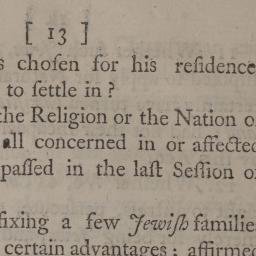 [ 13 ]
s choſen for his reſidence
to ſettle in ?
the Religion or the Nation o
all concerned in or affected
paſſed in the laſt Seſſion o
fixing a few Jewiſh familie
certain advantages ; affirmed